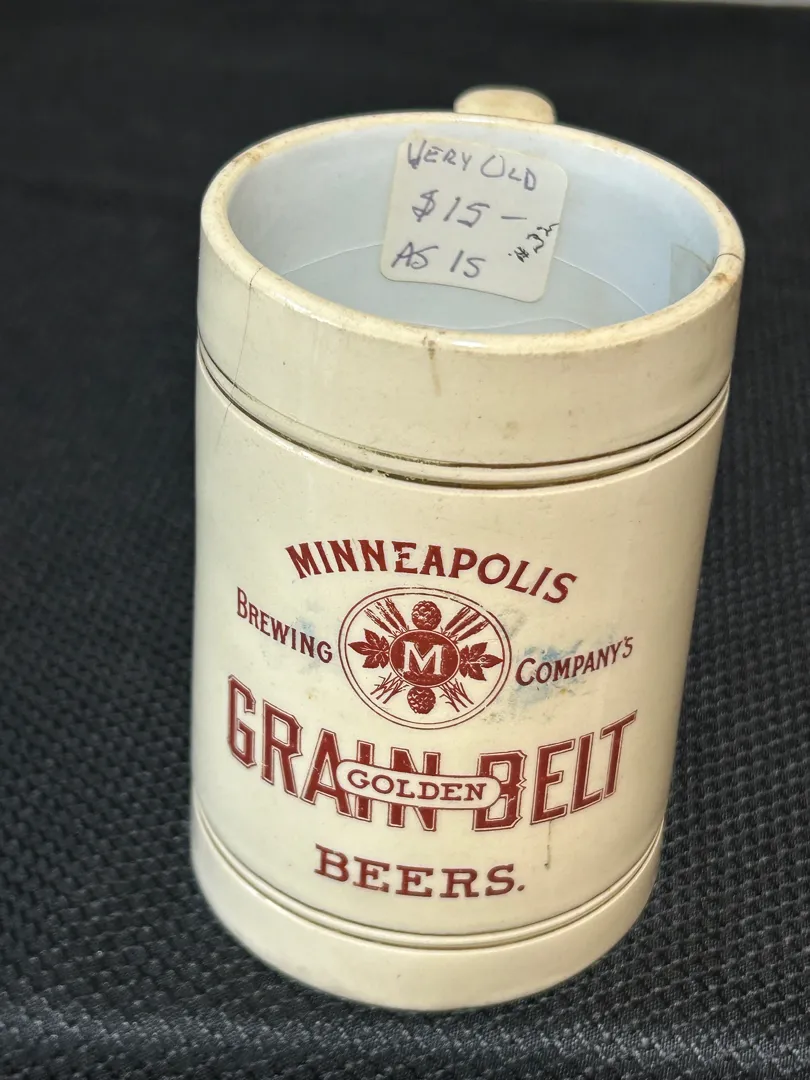 VERY OLD
$15-
AS IS
MINNEAPOLIS
BREWING M COMPANY'S
GRAIN BELT
GOLDEN
BEERS.